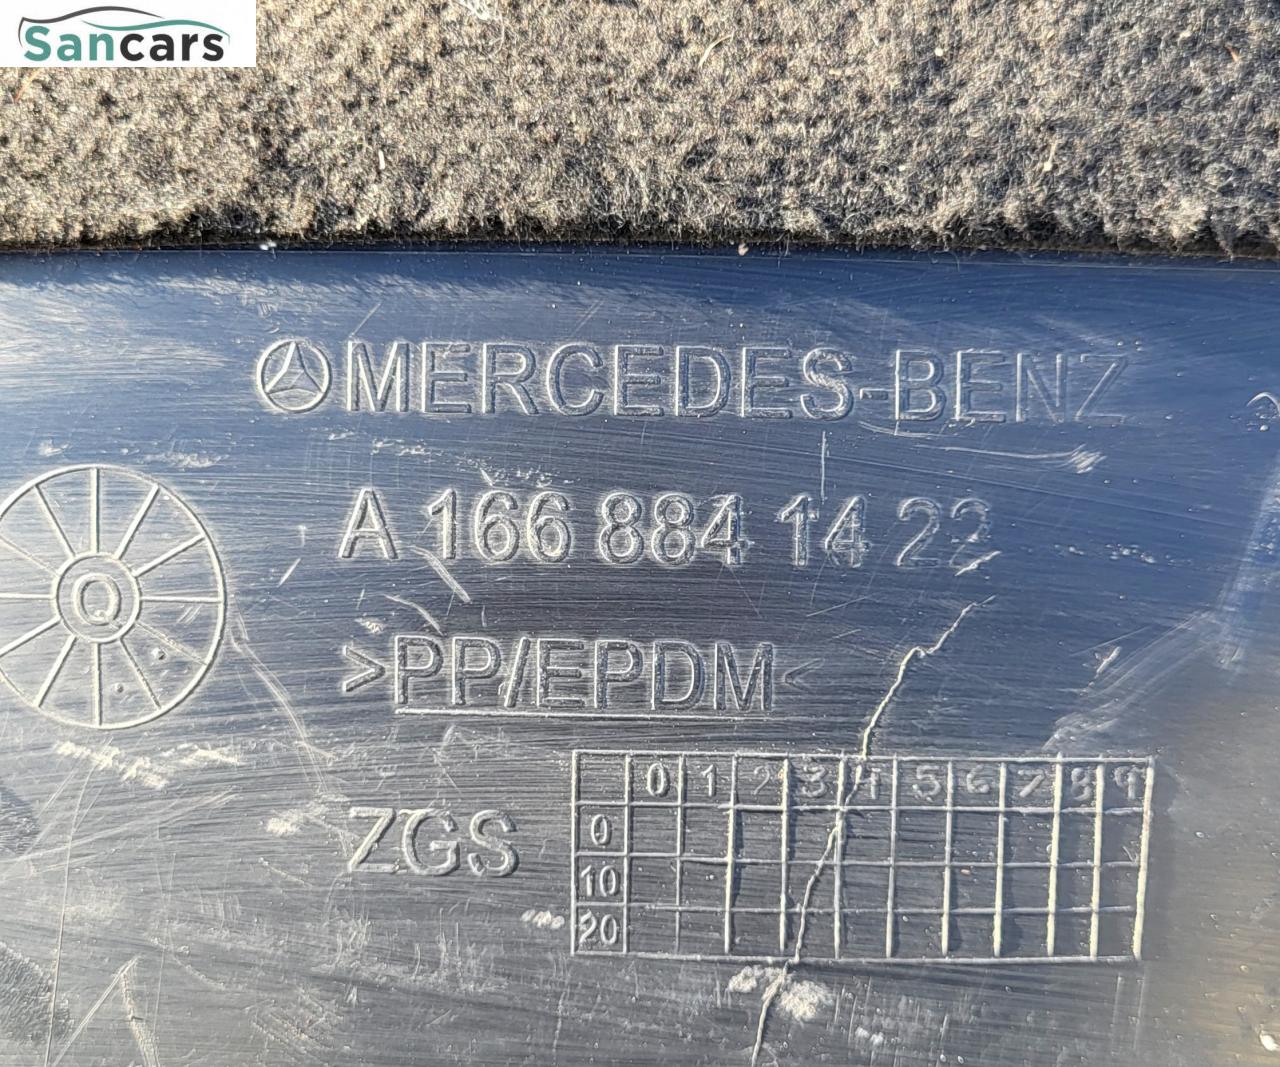 Sancars
MERCEDES-BENZ
A 166 884 14 22
Q
>PP/EPDM<
0 1 2 3 4 5 6 7 8 9
ZGS
0
10
20